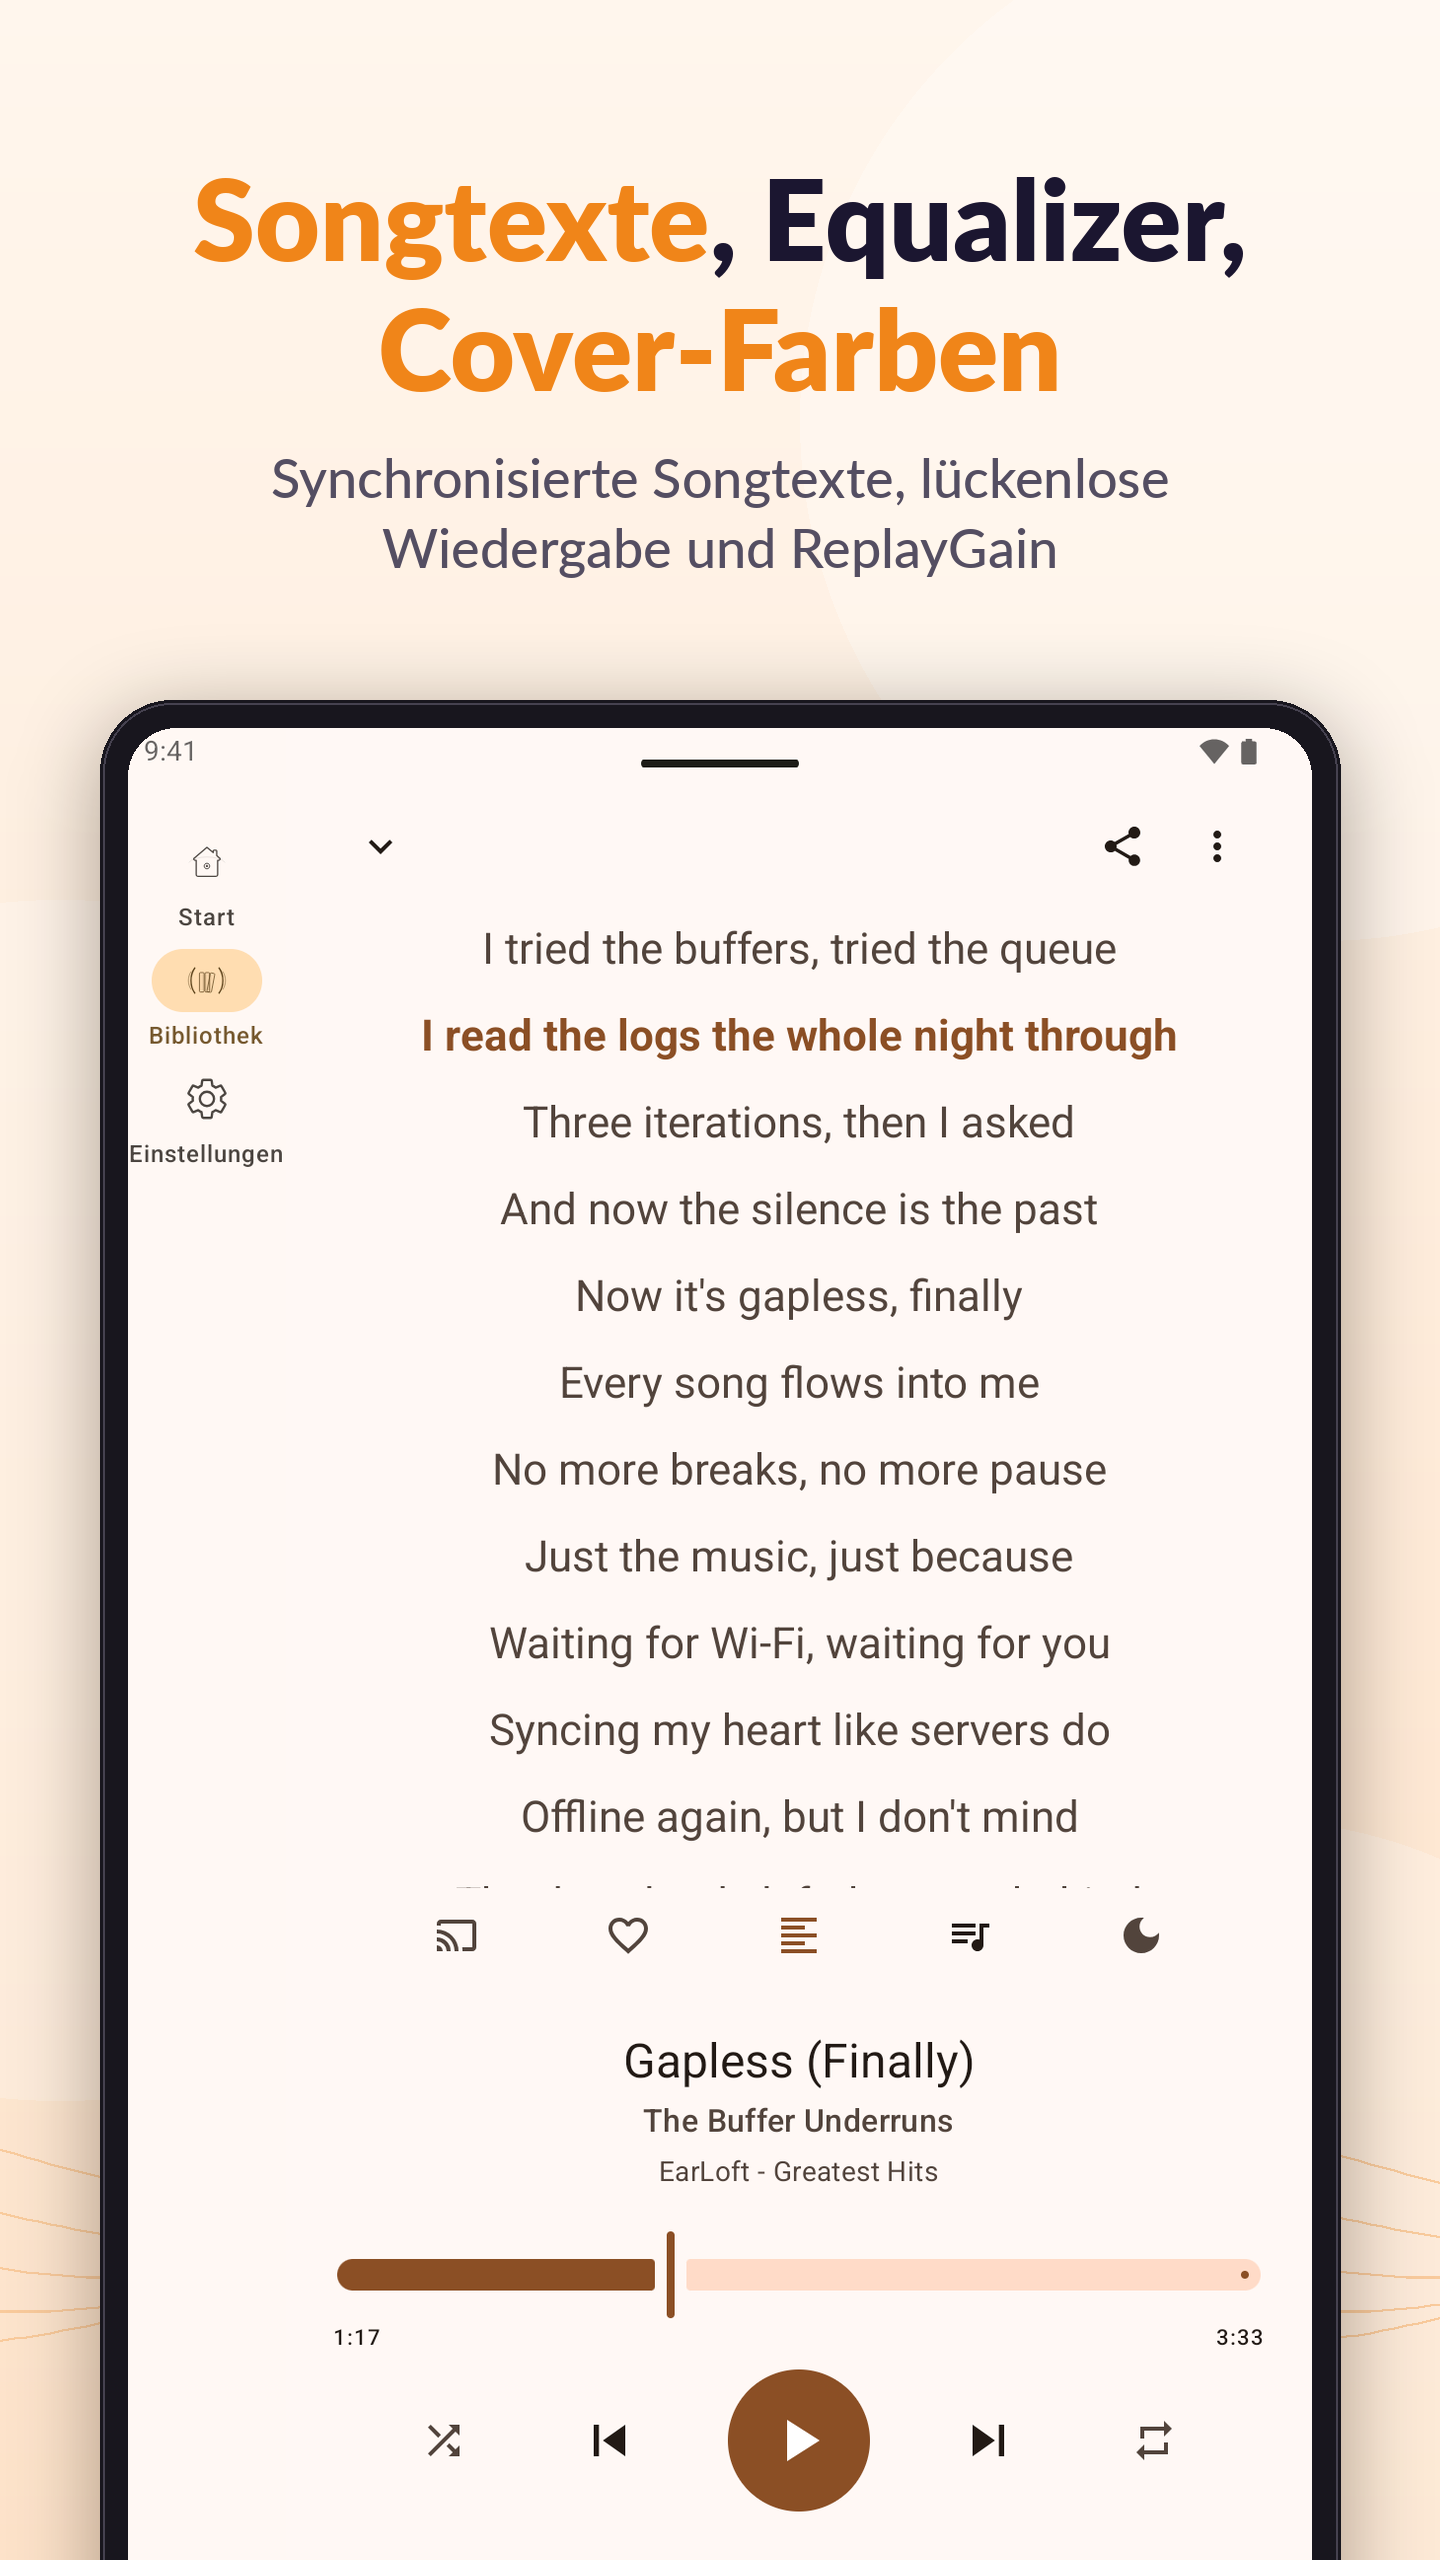 Songtexte, Equalizer,
Cover-Farben
Synchronisierte Songtexte, lückenlose
Wiedergabe und ReplayGain
9:41
Start
Bibliothek
Einstellungen
I tried the buffers, tried the queue
I read the logs the whole night through
Three iterations, then I asked
And now the silence is the past
Now it's gapless, finally
Every song flows into me
No more breaks, no more pause
Just the music, just because
Waiting for Wi-Fi, waiting for you
Syncing my heart like servers do
Offline again, but I don't mind
Gapless (Finally)
The Buffer Underruns
EarLoft - Greatest Hits
1:17
3:33